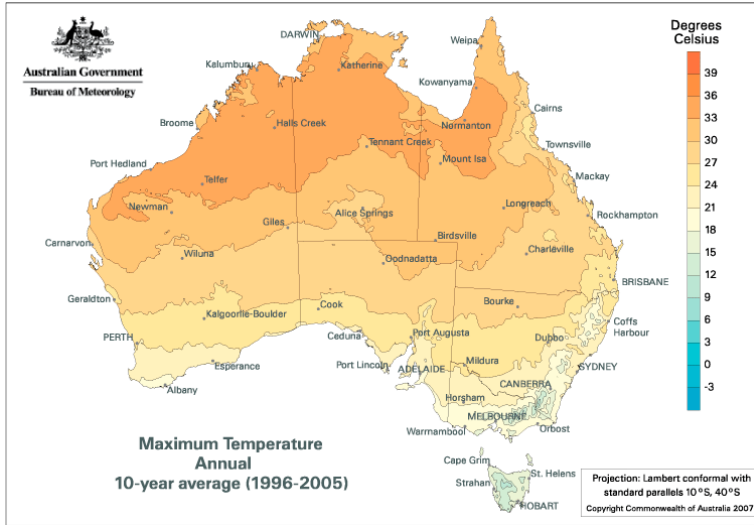 Australian Government
Bureau of Meteorology
DARWIN
Weipa
Kalumburu
Katherine
Kowanyama
Cairns
Broome
Halls Creek
Normanton
Tennant Creek
Townsville
Port Hedland
Mount Isa
Mackay
Telfer
Newman
Longreach
Alice Springs
Rockhampton
Giles
Birdsville
Carnarvon
Charleville
Wiluna
Oodnadatta
BRISBANE
Geraldton
Bourke
Cook
Kalgoorlie-Boulder
Coffs
Harbour
PERTH
Ceduna
Port Augusta
Dubbo
Esperance
Port Lincoln
ADELAIDE
Mildura
SYDNEY
Albany
CANBERRA
Horsham
MELBOURNE
Warrnambool
Orbost
Cape Grim
Strahan
St. Helens
HOBART
Degrees
Celsius
39
36
33
30
27
24
21
18
15
12
9
6
3
0
-3
Maximum Temperature
Annual
10-year average (1996-2005)
Projection: Lambert conformal with
standard parallels 10°S, 40°S
Copyright Commonwealth of Australia 2007